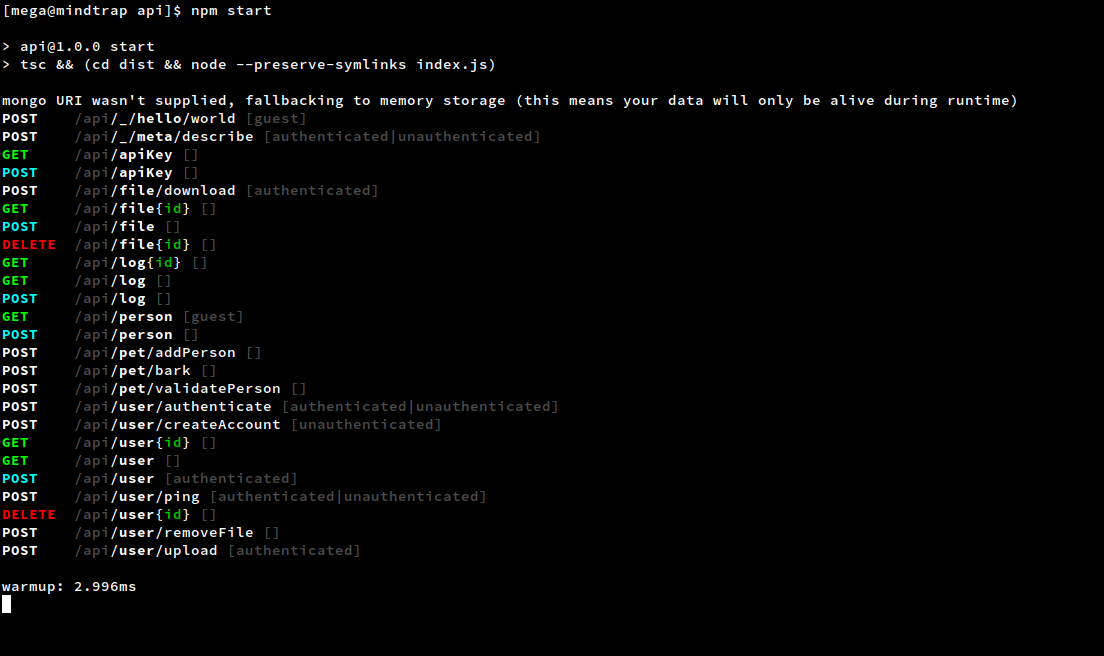 [mega@mindtrap api]$ npm start
> api@1.0.0 start
> tsc && (cd dist && node --preserve-symlinks index.js)
mongo URI wasn't supplied, fallbacking to memory storage (this means your data will only be alive during runtime)
POST    /api/_/hello/world [guest]
POST    /api/_/meta/describe [authenticated|unauthenticated]
GET     /api/apiKey []
POST    /api/apiKey []
POST    /api/file/download [authenticated]
GET     /api/file{id} []
POST    /api/file []
DELETE  /api/file{id} []
GET     /api/log{id} []
GET     /api/log []
POST    /api/log []
GET     /api/person [guest]
POST    /api/person []
POST    /api/pet/addPerson []
POST    /api/pet/bark []
POST    /api/pet/validatePerson []
POST    /api/user/authenticate [authenticated|unauthenticated]
POST    /api/user/createAccount [unauthenticated]
GET     /api/user{id} []
GET     /api/user []
POST    /api/user [authenticated]
POST    /api/user/ping [authenticated|unauthenticated]
DELETE  /api/user{id} []
POST    /api/user/removeFile []
POST    /api/user/upload [authenticated]
warmup: 2.996ms